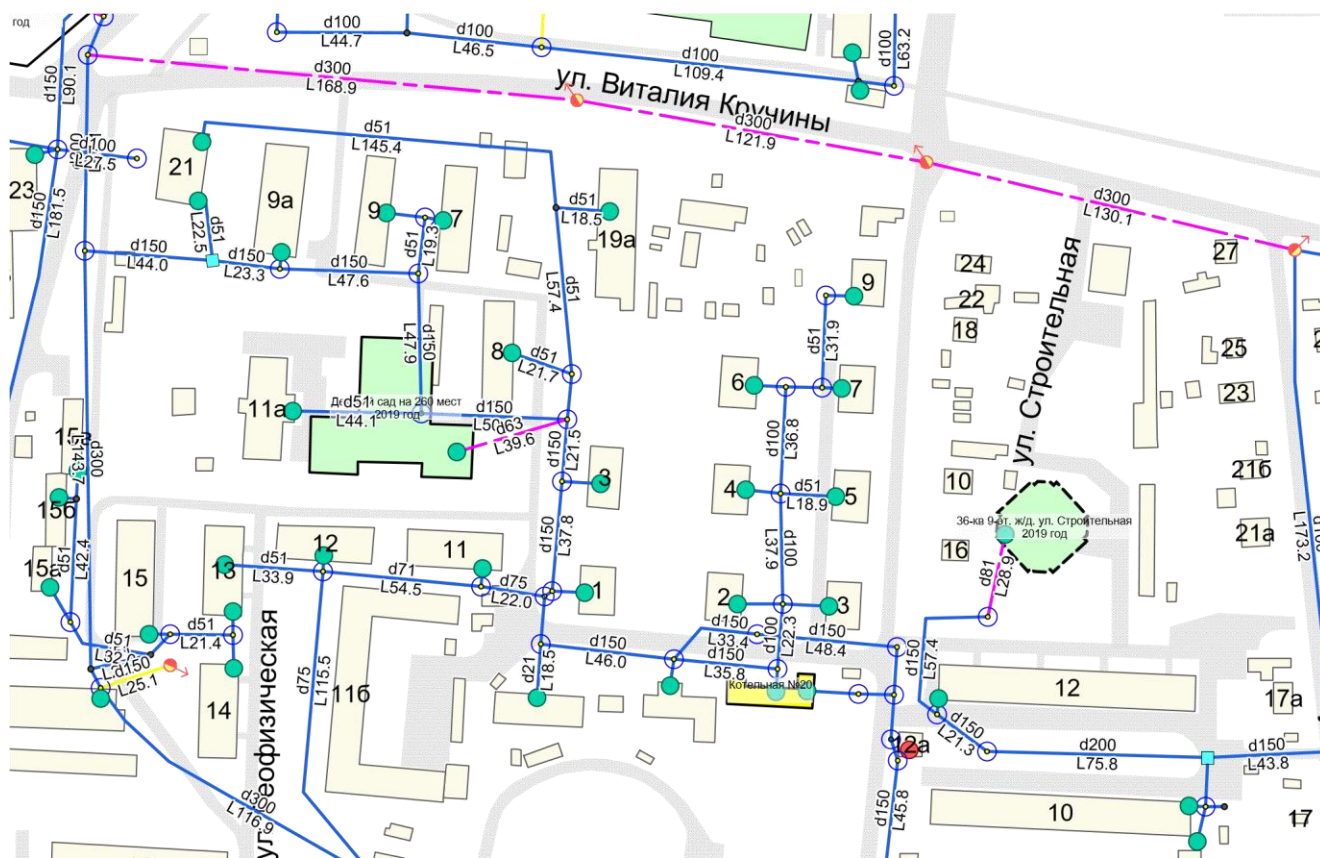 год
d100
L44.7
d100
L46.5
d100
L109.4
d100
L63.2
d150
L90.1
d300
L168.9
ул. Виталия Кручины
d300
L121.9
d300
L130.1
d100
L27.5
d51
L145.4
23
21
9а
9
7
d150
L181.5
d51
L22.5
d51
L19.3
d51
L18.5
19а
d150
L44.0
d150
L23.3
d150
L47.6
d51
L57.4
d150
L47.9
8
d51
L21.7
9
d51
L31.9
6
7
24
22
18
27
25
23
ул. Строительная
11а
d51
L44.1
сад на 260 мест
2019 год
d150
d63
L39.6
d150
L21.5
d100
L36.8
3
4
d51
L18.9
5
10
21б
36-кв 9-эт. ж/д. ул. Строительная
2019 год
21а
16
d300
15б
d51
L42.4
15
13
d51
L33.9
12
d71
L54.5
11
d75
L22.0
d150
L37.8
1
d100
L37.9
2
3
d81
L28.9
L173.2
d51
L21.4
d150
L25.1
14
d75
L115.5
11б
d21
L18.5
d150
L46.0
d150
L33.4
d150
L35.8
d100
L22.3
d150
L48.4
Котельная №20
d150
L57.4
12
d150
L21.3
12а
d200
L75.8
d150
L43.8
17а
17
10
d150
L45.8
d300
L116.9